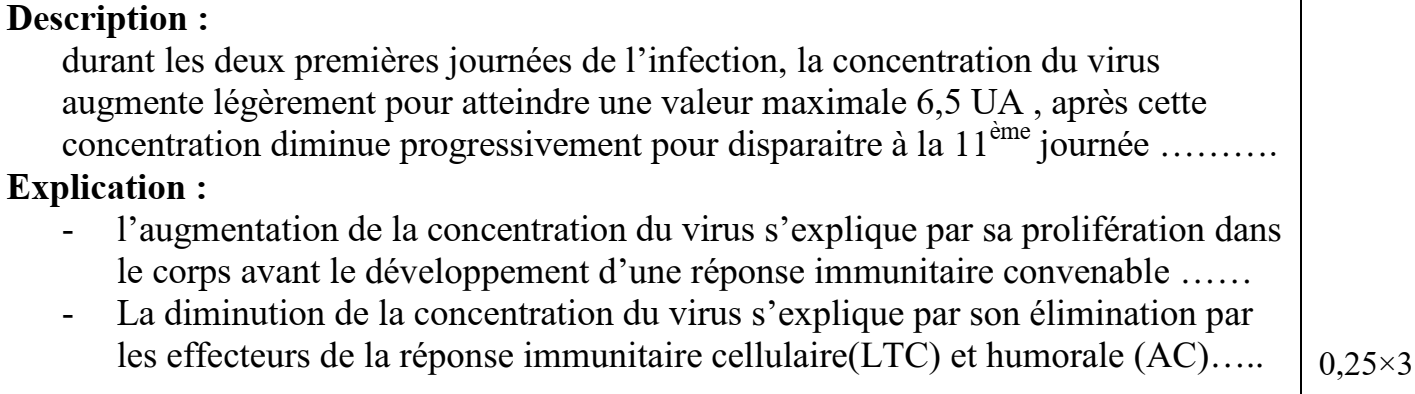 Description :
durant les deux premières journées de l’infection, la concentration du virus
augmente légèrement pour atteindre une valeur maximale 6,5 UA , après cette
concentration diminue progressivement pour disparaitre à la 11ème journée ……….
Explication :
- l’augmentation de la concentration du virus s’explique par sa prolifération dans
le corps avant le développement d’une réponse immunitaire convenable ……
- La diminution de la concentration du virus s’explique par son élimination par
les effecteurs de la réponse immunitaire cellulaire(LTC) et humorale (AC)….. 0,25×3